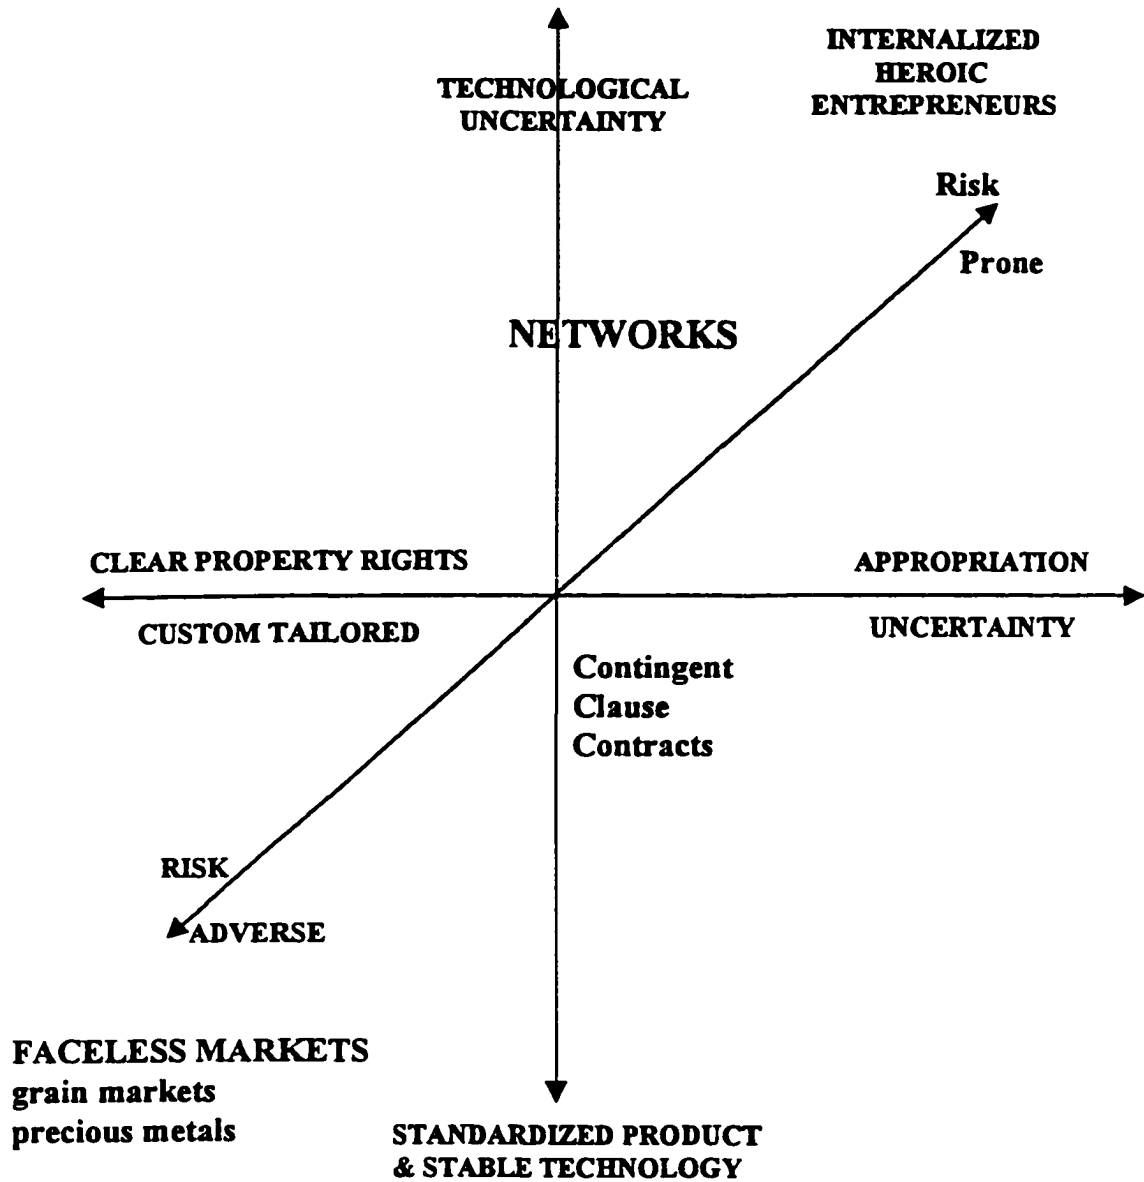 INTERNALIZED
HEROIC
ENTREPRENEURS
TECHNOLOGICAL
UNCERTAINTY
Risk
Prone
NETWORKS
CLEAR PROPERTY RIGHTS
APPROPRIATION
CUSTOM TAILORED
UNCERTAINTY
Contingent
Clause
Contracts
RISK
ADVERSE
FACELESS MARKETS
grain markets
precious metals
STANDARDIZED PRODUCT
& STABLE TECHNOLOGY